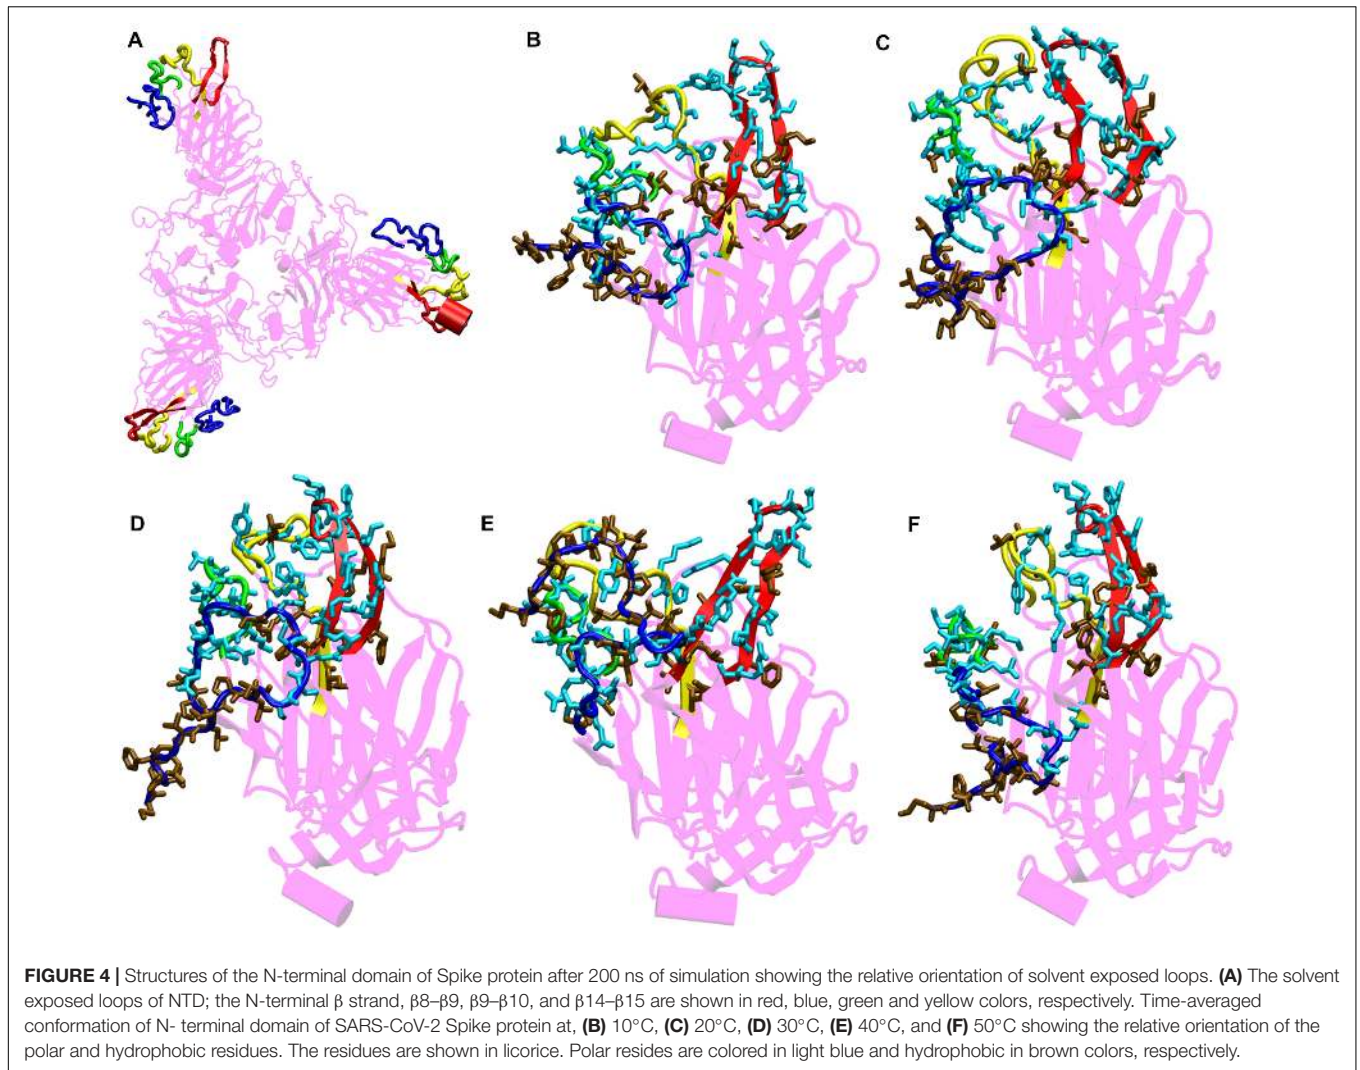 A
B
C
D
E
F
FIGURE 4 | Structures of the N-terminal domain of Spike protein after 200 ns of simulation showing the relative orientation of solvent exposed loops. (A) The solvent
exposed loops of NTD; the N-terminal β strand, β8–β9, β9–β10, and β14–β15 are shown in red, blue, green and yellow colors, respectively. Time-averaged
conformation of N- terminal domain of SARS-CoV-2 Spike protein at, (B) 10°C, (C) 20°C, (D) 30°C, (E) 40°C, and (F) 50°C showing the relative orientation of the
polar and hydrophobic residues. The residues are shown in licorice. Polar resides are colored in light blue and hydrophobic in brown colors, respectively.